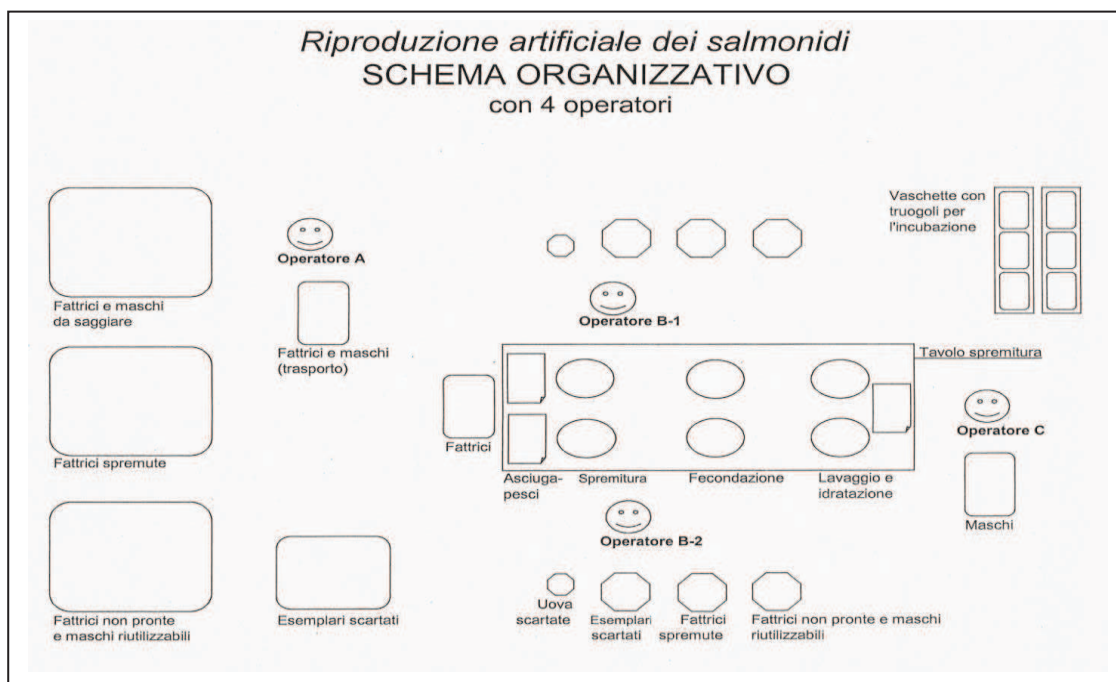 Riproduzione artificiale dei salmonidi
SCHEMA ORGANIZZATIVO
con 4 operatori
Vaschette con
truogoli per
l'incubazione
Operatore A
Fattrici e maschi
da saggiare
Operatore B-1
Fattrici e maschi
(trasporto)
Tavolo spremitura
Operatore C
Fattrici
Fattrici spremute
Asciuga-
pesci
Spremitura
Fecondazione
Lavaggio e
idratazione
Maschi
Operatore B-2
Fattrici non pronte
e maschi riutilizzabili
Esemplari scartati
Uova
scartate
Esemplari
scartati
Fattrici
spremute
Fattrici non pronte e maschi
riutilizzabili